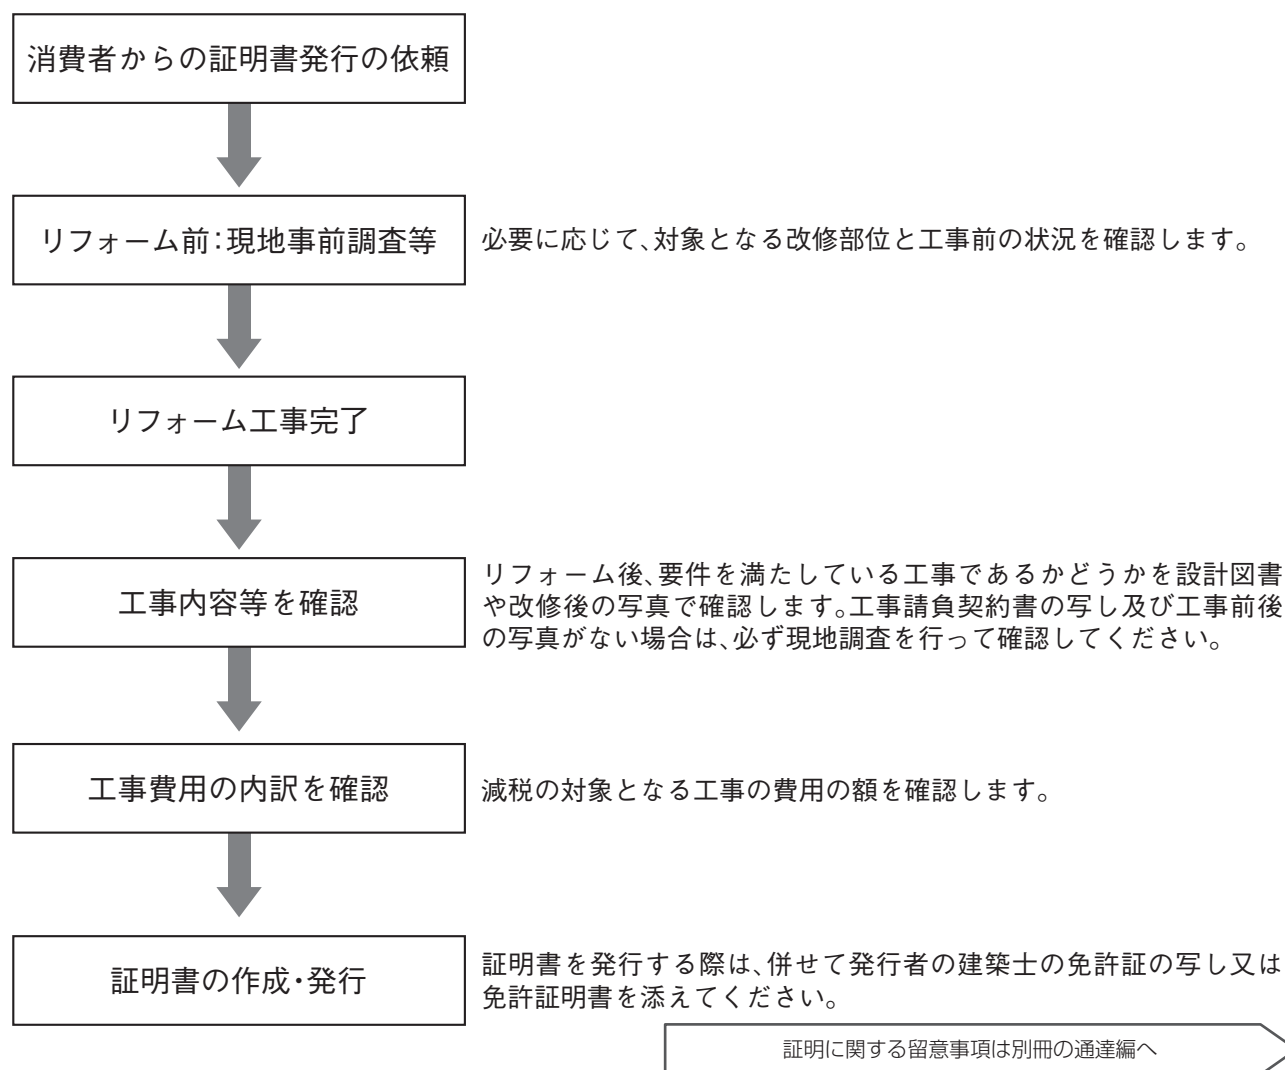 消費者からの証明書発行の依頼
リフォーム前：現地事前調査等
必要に応じて、対象となる改修部位と工事前の状況を確認します。
リフォーム工事完了
工事内容等を確認
リフォーム後、要件を満たしている工事であるかどうかを設計図書
や改修後の写真で確認します。工事請負契約書の写し及び工事前後
の写真がない場合は、必ず現地調査を行って確認してください。
工事費用の内訳を確認
減税の対象となる工事の費用の額を確認します。
証明書の作成・発行
証明書を発行する際は、併せて発行者の建築士の免許証の写し又は
免許証明書を添えてください。
証明に関する留意事項は別冊の通達編へ